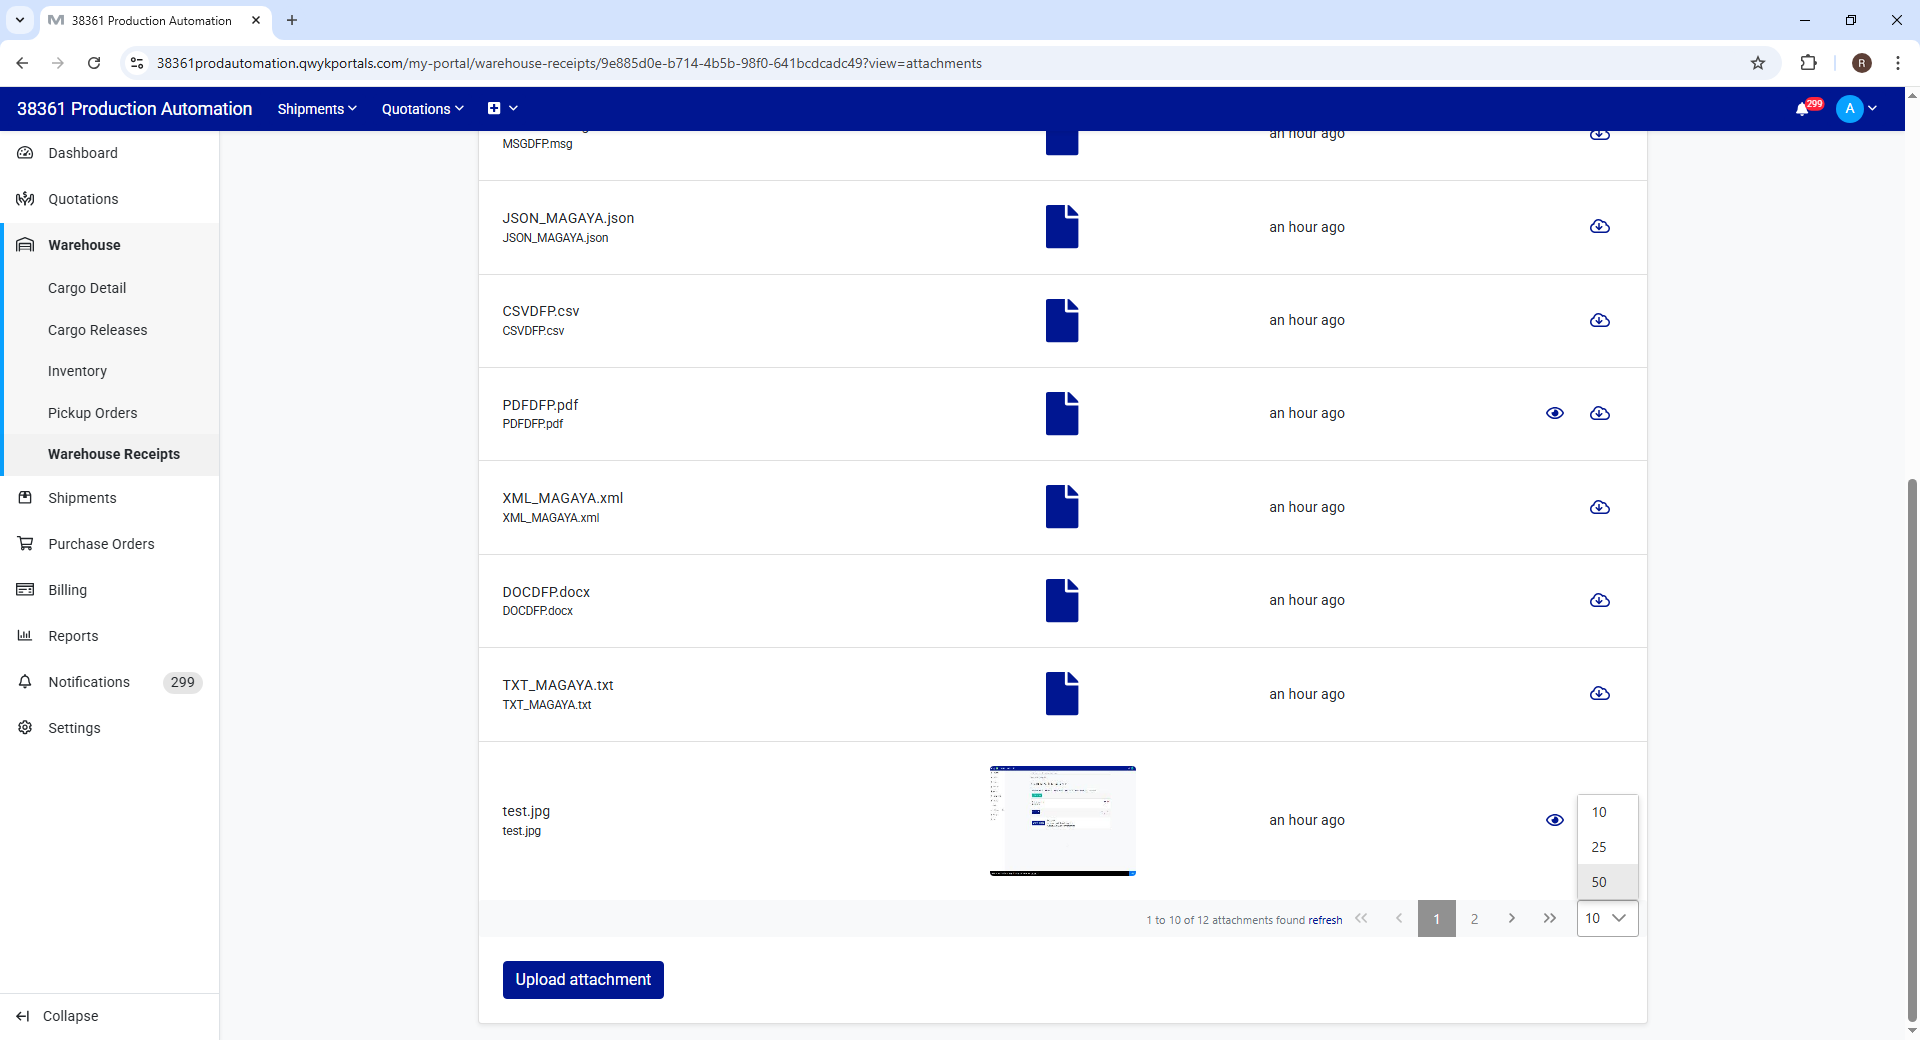 38361 Production Automation
38361prodautomation.qwykportals.com/my-portal/warehouse-receipts/9e885d0e-b714-4b5b-98f0-641bcdcadc49?view=attachments
R
38361 Production Automation
Shipments
Quotations
299
A
Dashboard
Quotations
Warehouse
Cargo Detail
Cargo Releases
Inventory
Pickup Orders
Warehouse Receipts
Shipments
Purchase Orders
Billing
Reports
Notifications
299
Settings
Collapse
an hour ago
MSGDFP.msg
JSON_MAGAYA.json
JSON_MAGAYA.json
an hour ago
CSVDFP.csv
CSVDFP.csv
an hour ago
PDFDFP.pdf
PDFDFP.pdf
an hour ago
XML_MAGAYA.xml
XML_MAGAYA.xml
an hour ago
DOCDFP.docx
DOCDFP.docx
an hour ago
TXT_MAGAYA.txt
TXT_MAGAYA.txt
an hour ago
test.jpg
test.jpg
an hour ago
10
25
50
1 to 10 of 12 attachments found refresh
1
2
10
Upload attachment